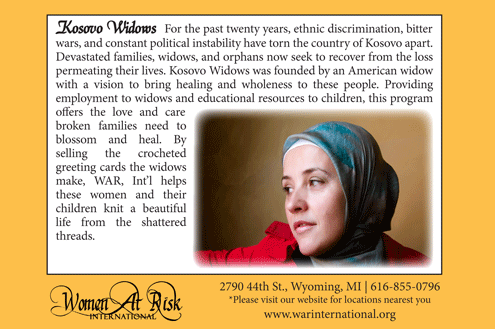 Kosovo Widows For the past twenty years, ethnic discrimination, bitter
wars, and constant political instability have torn the country of Kosovo apart.
Devastated families, widows, and orphans now seek to recover from the loss
permeating their lives. Kosovo Widows was founded by an American widow
with a vision to bring healing and wholeness to these people. Providing
employment to widows and educational resources to children, this program
offers the love and care
broken families need to
blossom and heal. By
selling the crocheted
greeting cards the widows
make, WAR, Int'l helps
these women and their
children knit a beautiful
life from the shattered
threads.
Women At Risk
INTERNATIONAL
2790 44th St., Wyoming, MI | 616-855-0796
*Please visit our website for locations nearest you
www.warinternational.org